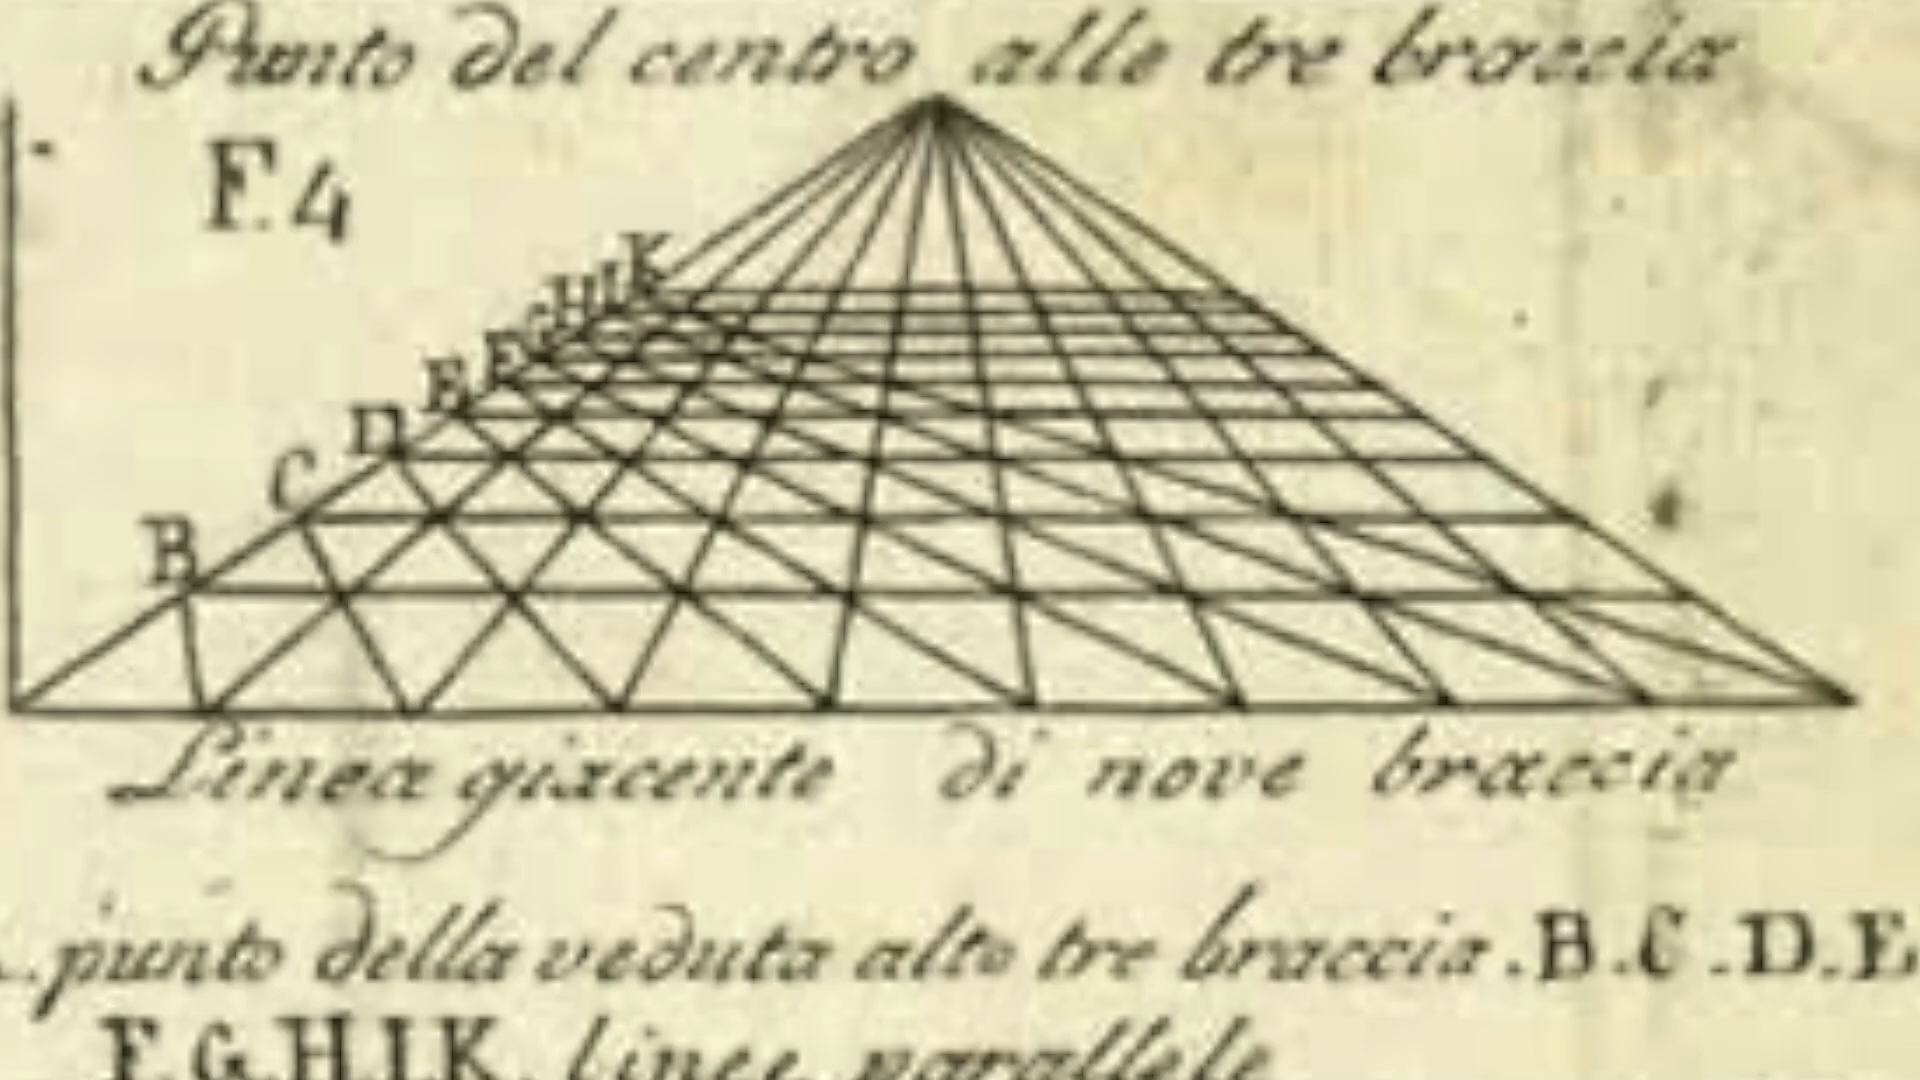 Punto del centro alle tre braccia
F. 4
K
I
H
G
F
E
D
C
B
Linea giacente di nove braccia
punto della veduta alto tre braccia . B . C . D . E.
F. G. H. I. K. linee parallele